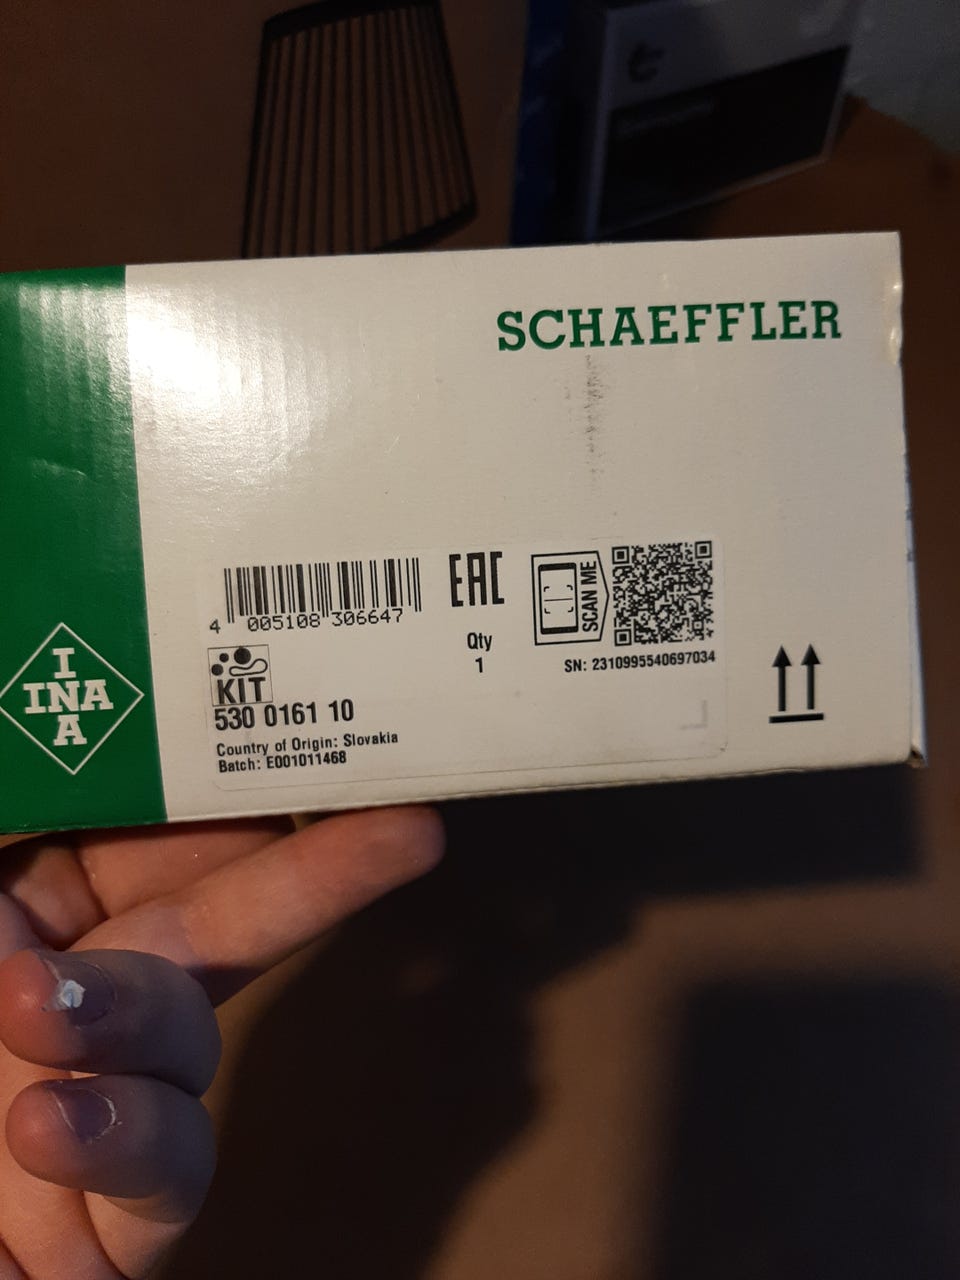 SCHAEFFLER
4 005108 306647
EAC
SCAN ME
Qty
1
SN: 2310995540697034
KIT
530 0161 10
Country of Origin: Slovakia
Batch: E001011468
I
INA
A